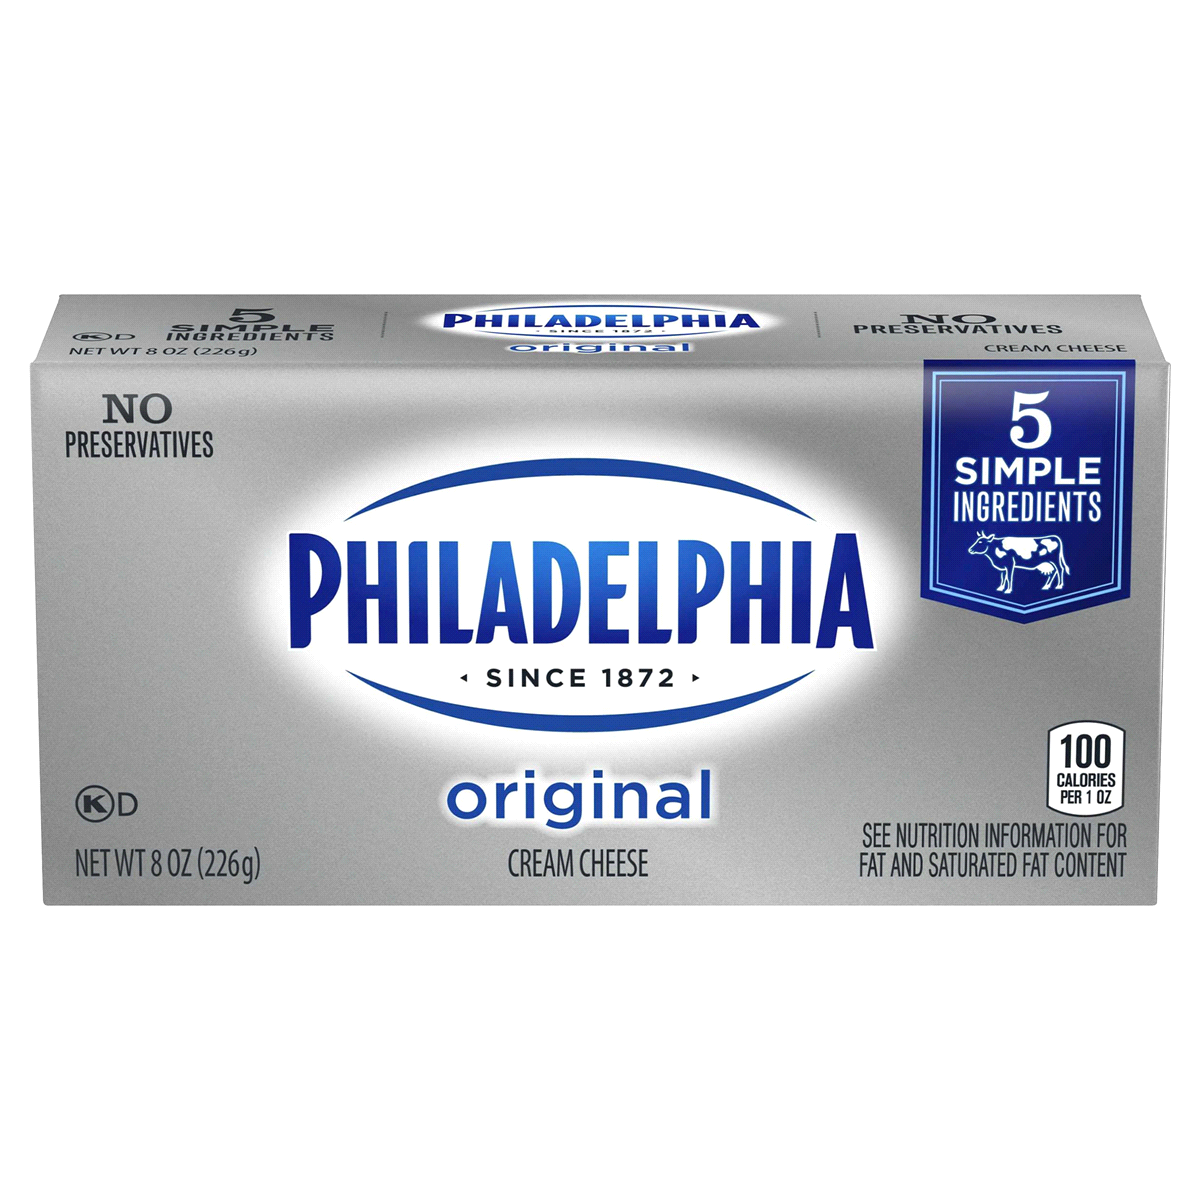 5
SIMPLE
INGREDIENTS
K D
NET WT 8 OZ (226g)
PHILADELPHIA
SINCE 1872
original
NO
PRESERVATIVES
CREAM CHEESE
NO
PRESERVATIVES
5
SIMPLE
INGREDIENTS
PHILADELPHIA
SINCE 1872
original
CREAM CHEESE
K D
NET WT 8 OZ (226g)
100
CALORIES
PER 1 OZ
SEE NUTRITION INFORMATION FOR
FAT AND SATURATED FAT CONTENT